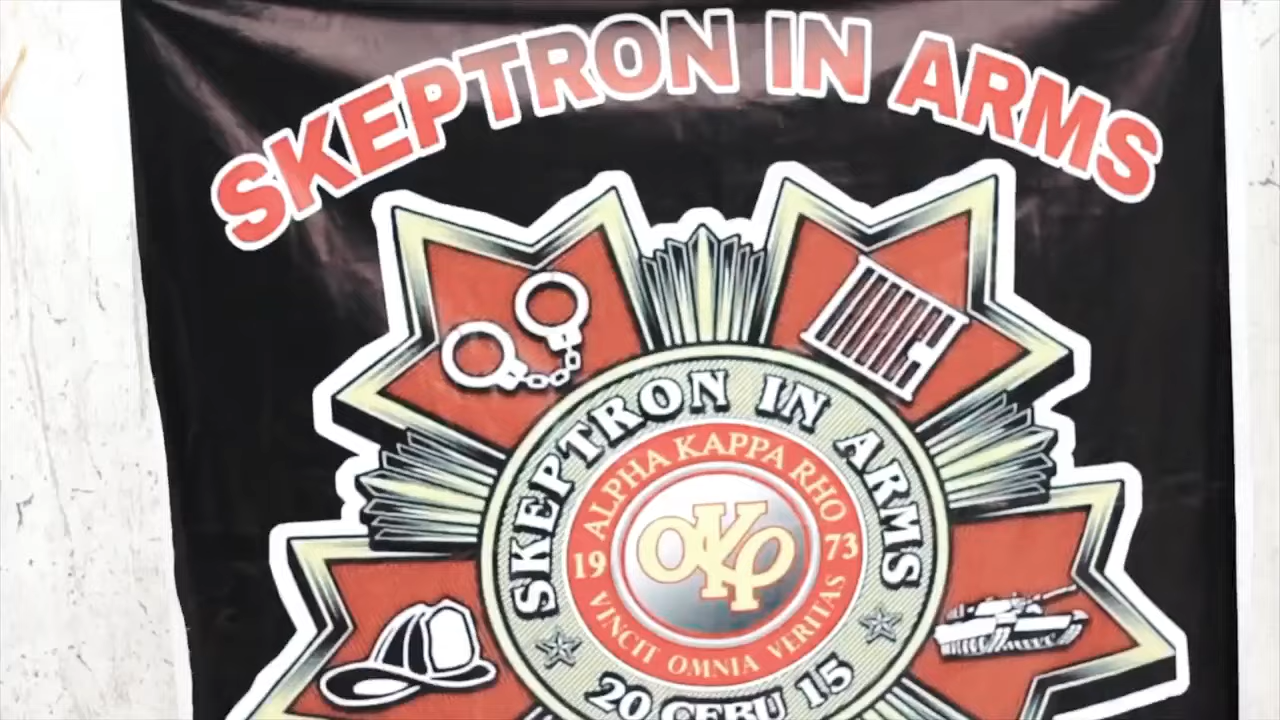 SKEPTRON IN ARMS
SKEPTRON IN ARMS
ALPHA KAPPA RHO
19 73
VINCIT OMNIA VERITAS
20 CEBU 15